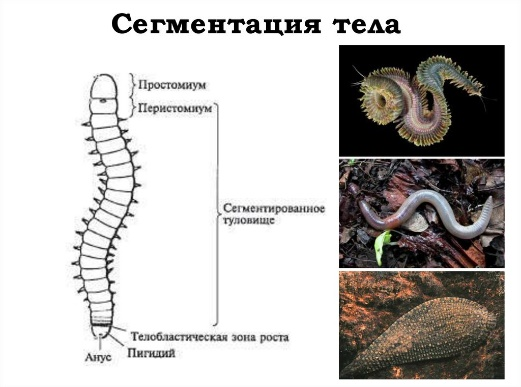 Сегментация тела
Простомиум
Перистомиум
Сегментированное
туловище
Телобластическая зона роста
Пигидий
Анус